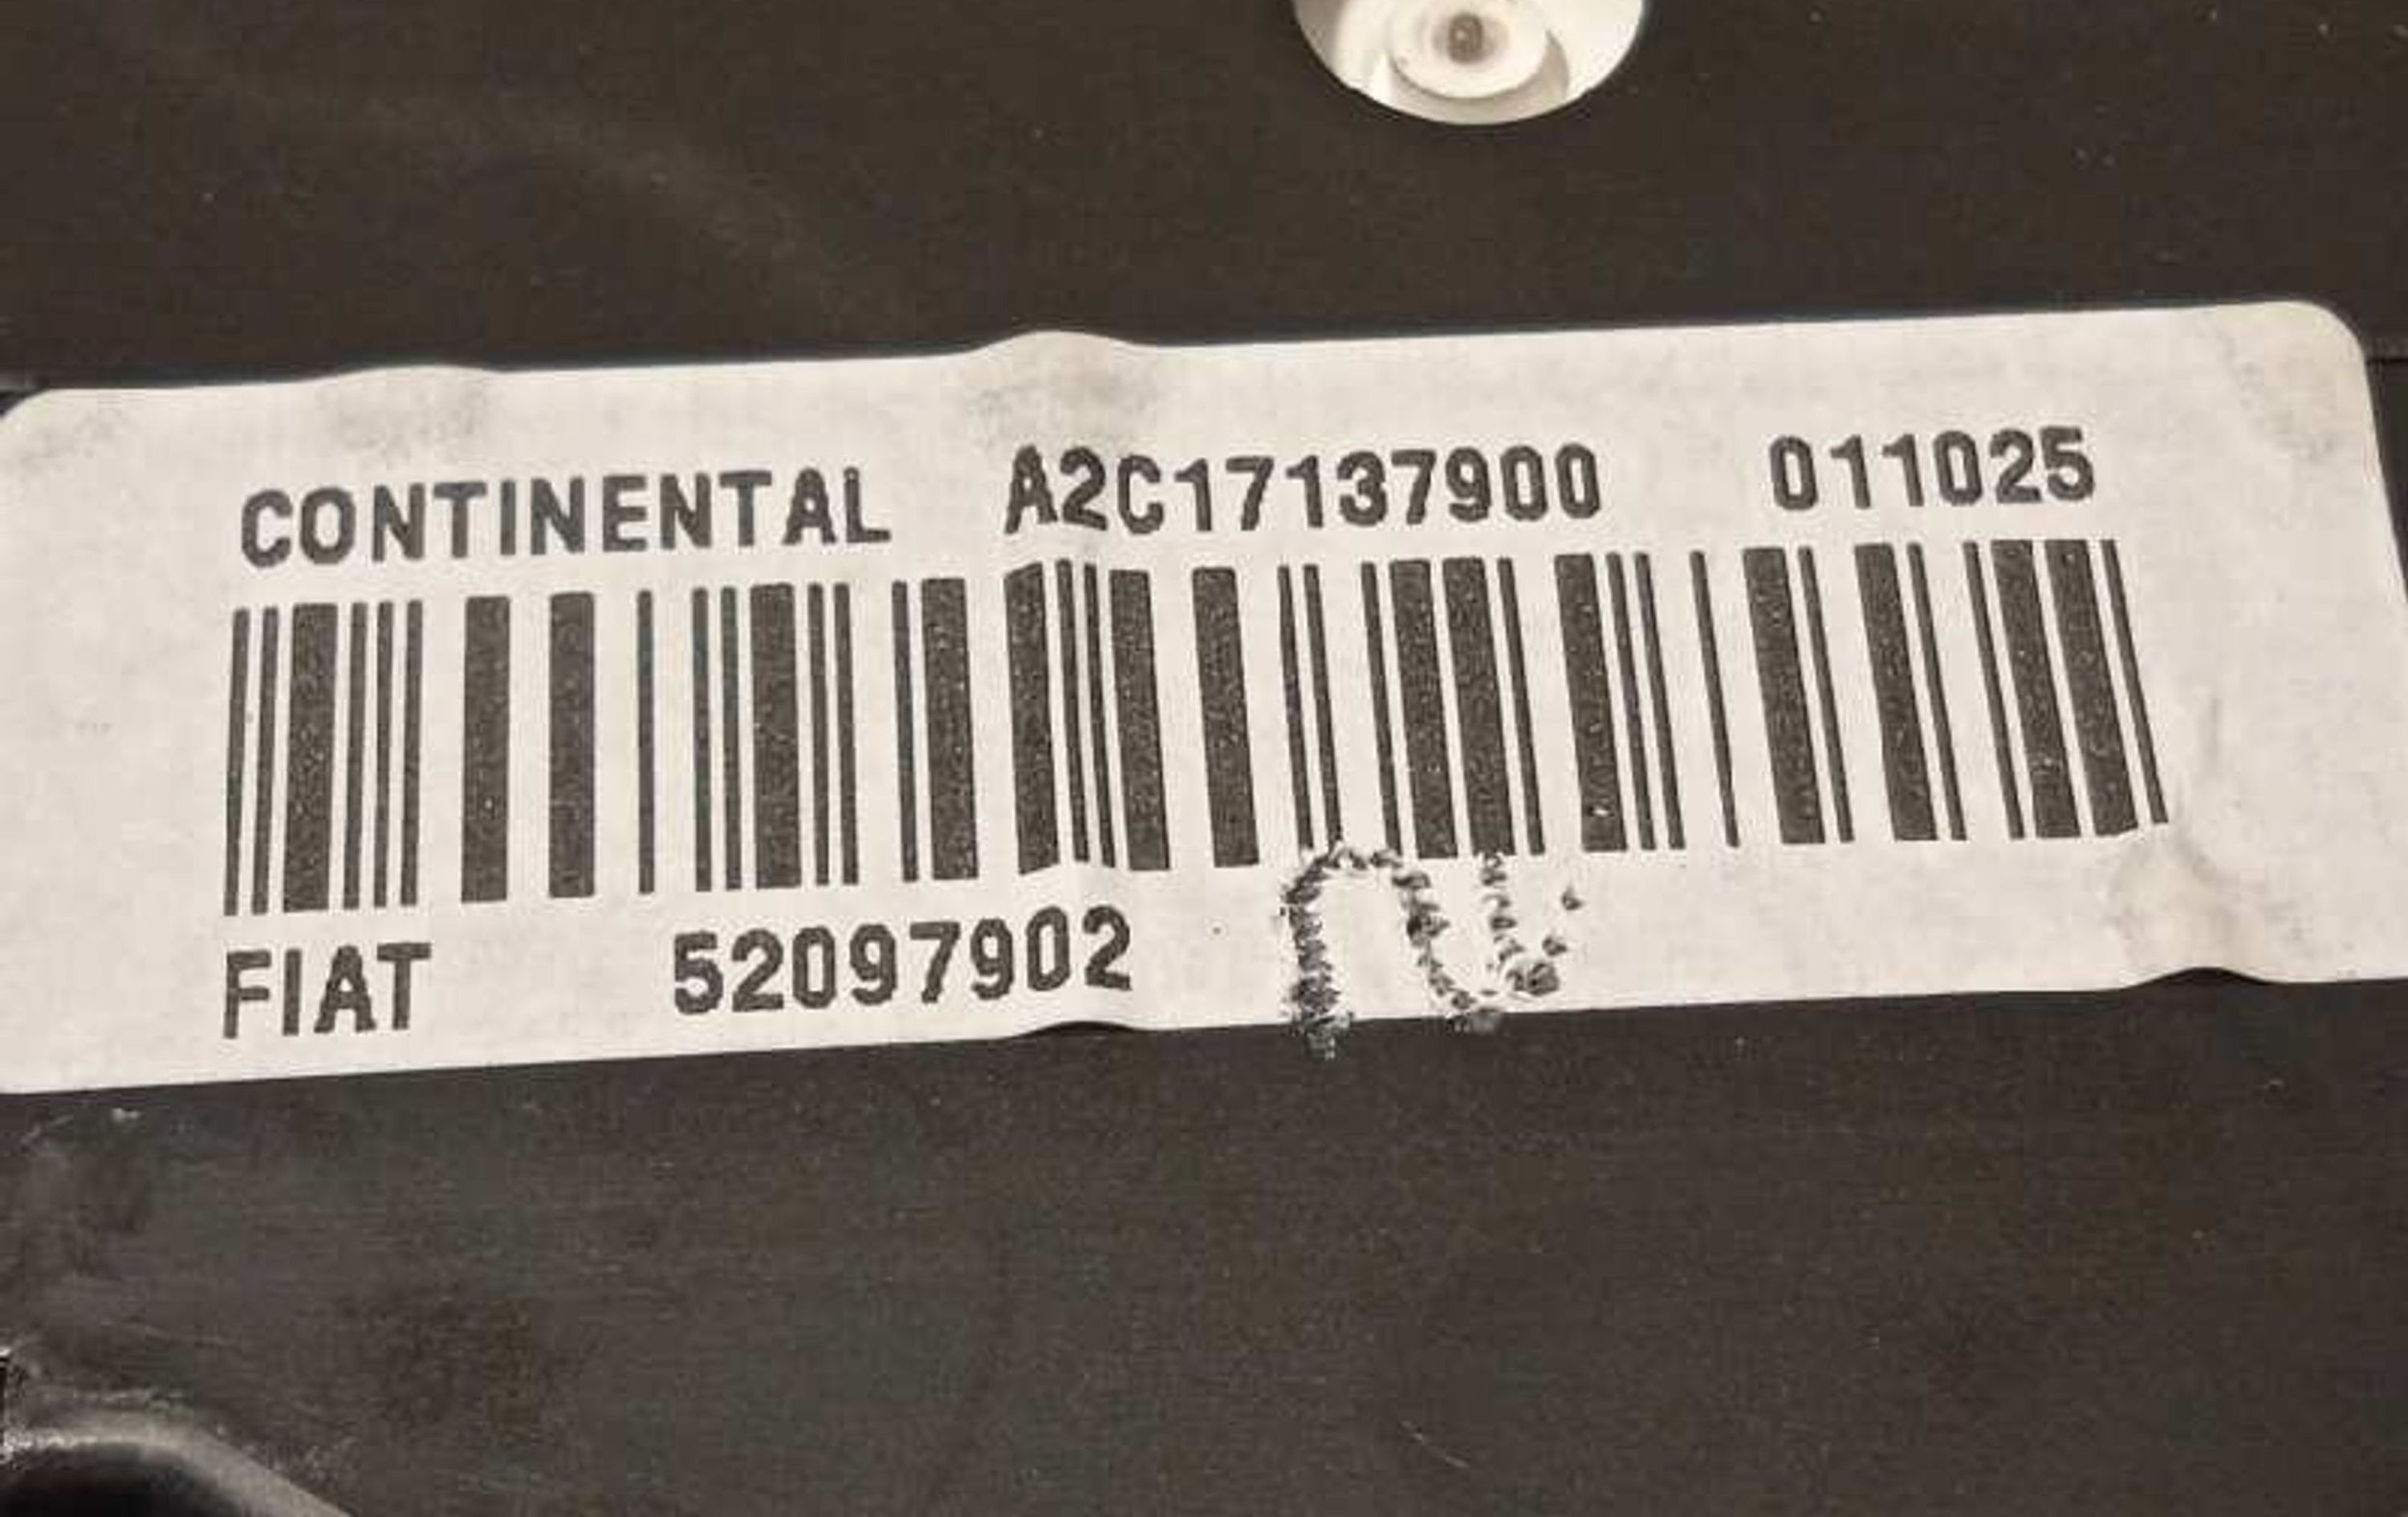 CONTINENTAL A2C17137900 011025
FIAT 52097902